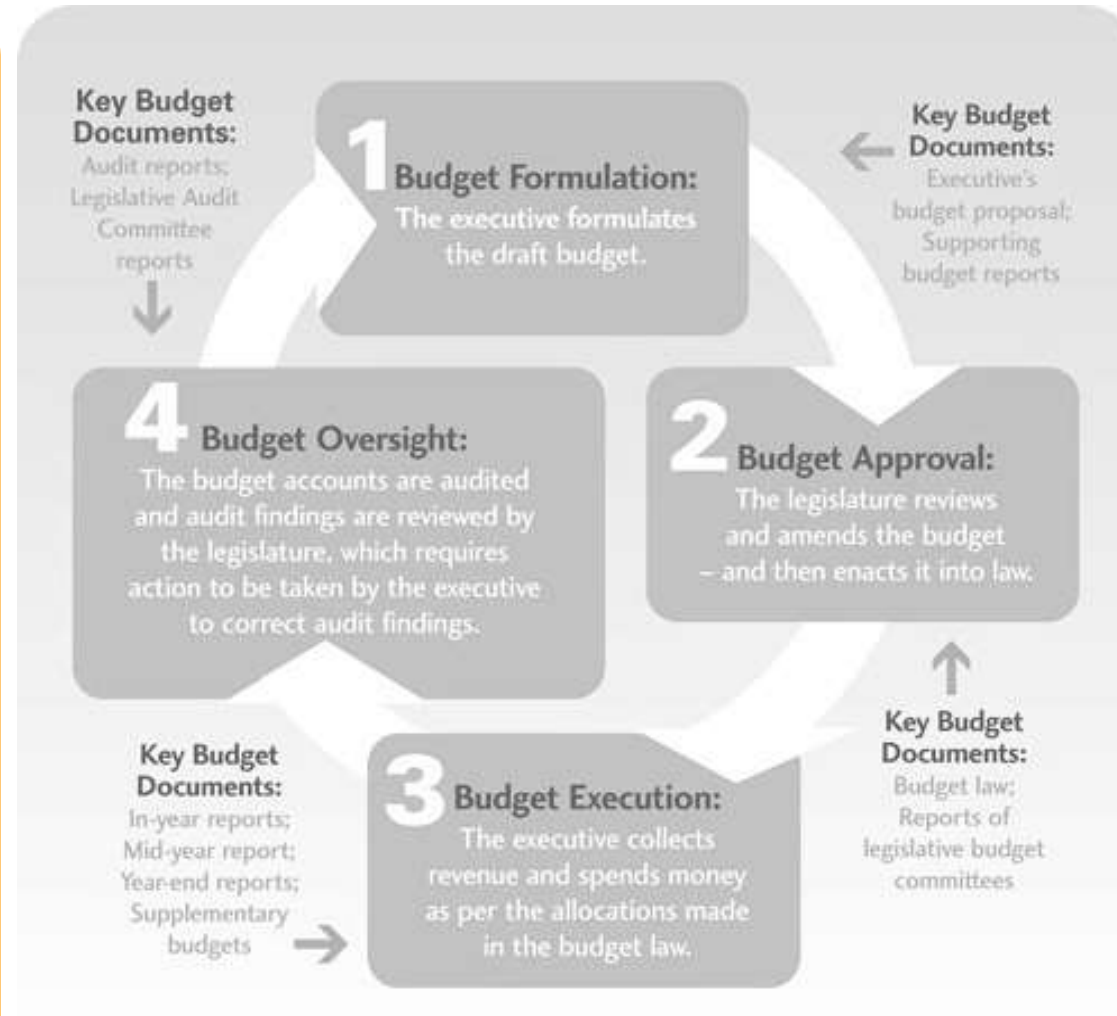 Key Budget
Documents:
Audit reports;
Legislative Audit
Committee
reports
1
Budget Formulation:
The executive formulates
the draft budget.
Key Budget
Documents:
Executive's
budget proposal;
Supporting
budget reports
2
Budget Approval:
The legislature reviews
and amends the budget
– and then enacts it into law.
Key Budget
Documents:
Budget law;
Reports of
legislative budget
committees
3
Budget Execution:
The executive collects
revenue and spends money
as per the allocations made
in the budget law.
Key Budget
Documents:
In-year reports;
Mid-year report;
Year-end reports;
Supplementary
budgets
4
Budget Oversight:
The budget accounts are audited
and audit findings are reviewed by
the legislature, which requires
action to be taken by the executive
to correct audit findings.